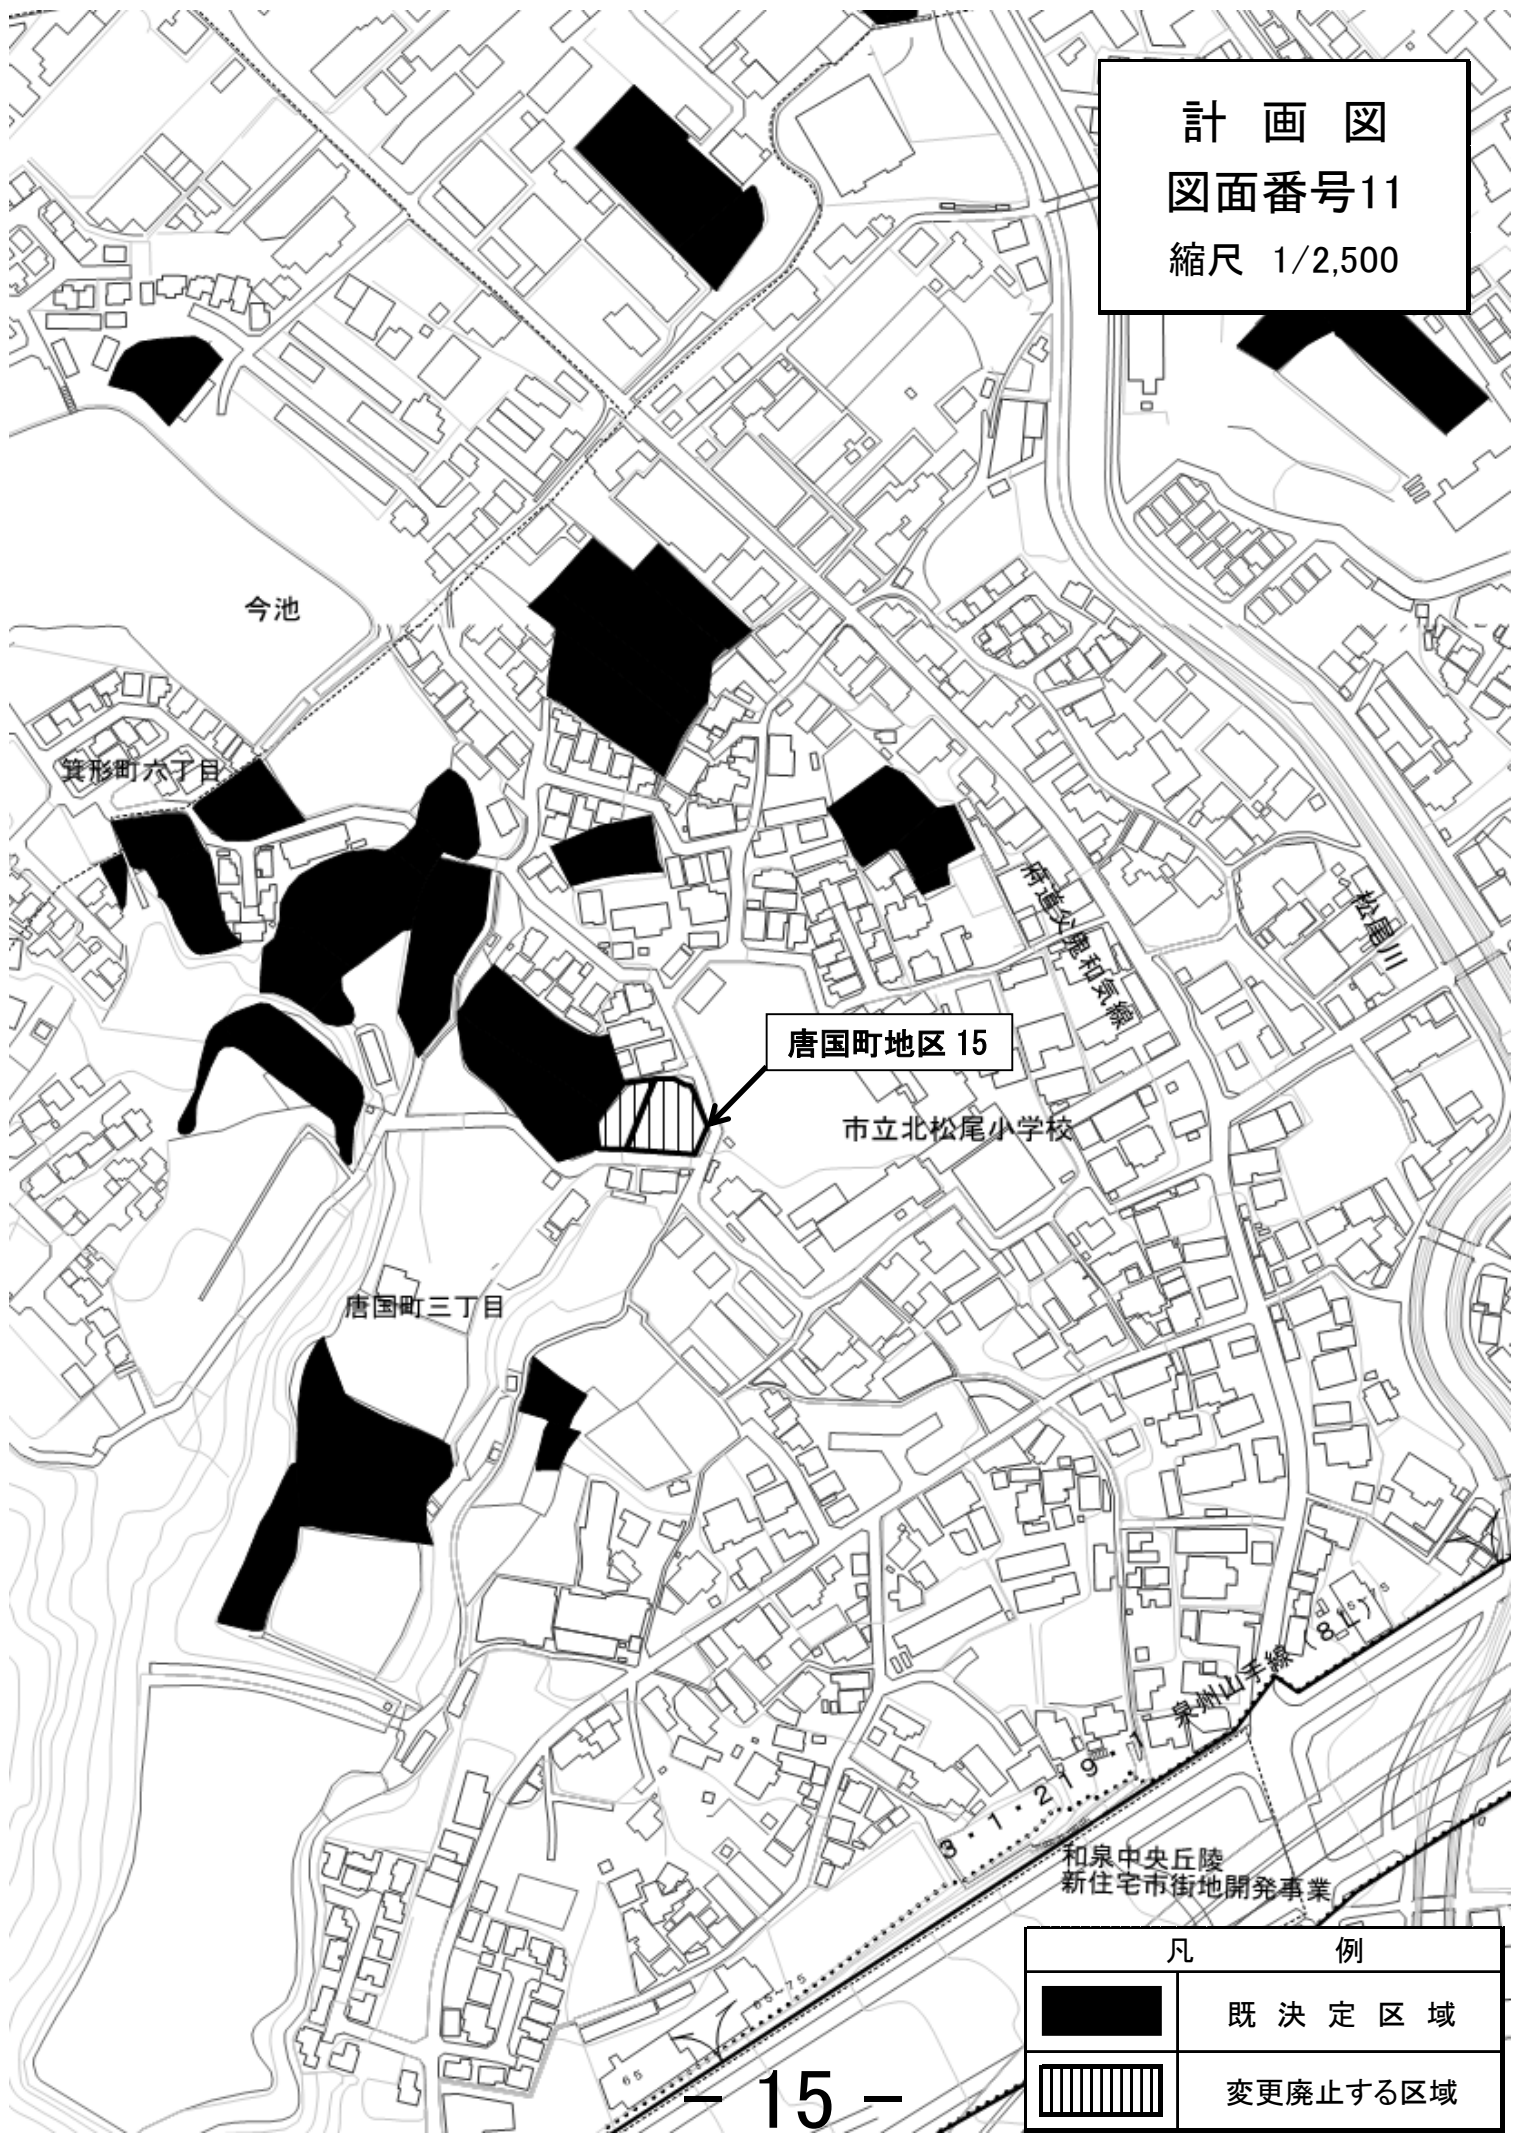 計画図
図面番号11
縮尺 1/2,500
今池
箕形町六丁目
府道父鬼和気線
松尾川
唐国町地区 15
市立北松尾小学校
唐国町三丁目
3・1・219・1 泉州山手線
和泉中央丘陵
新住宅市街地開発事業
65~75
65
凡例
既決定区域
変更廃止する区域
- 15 -